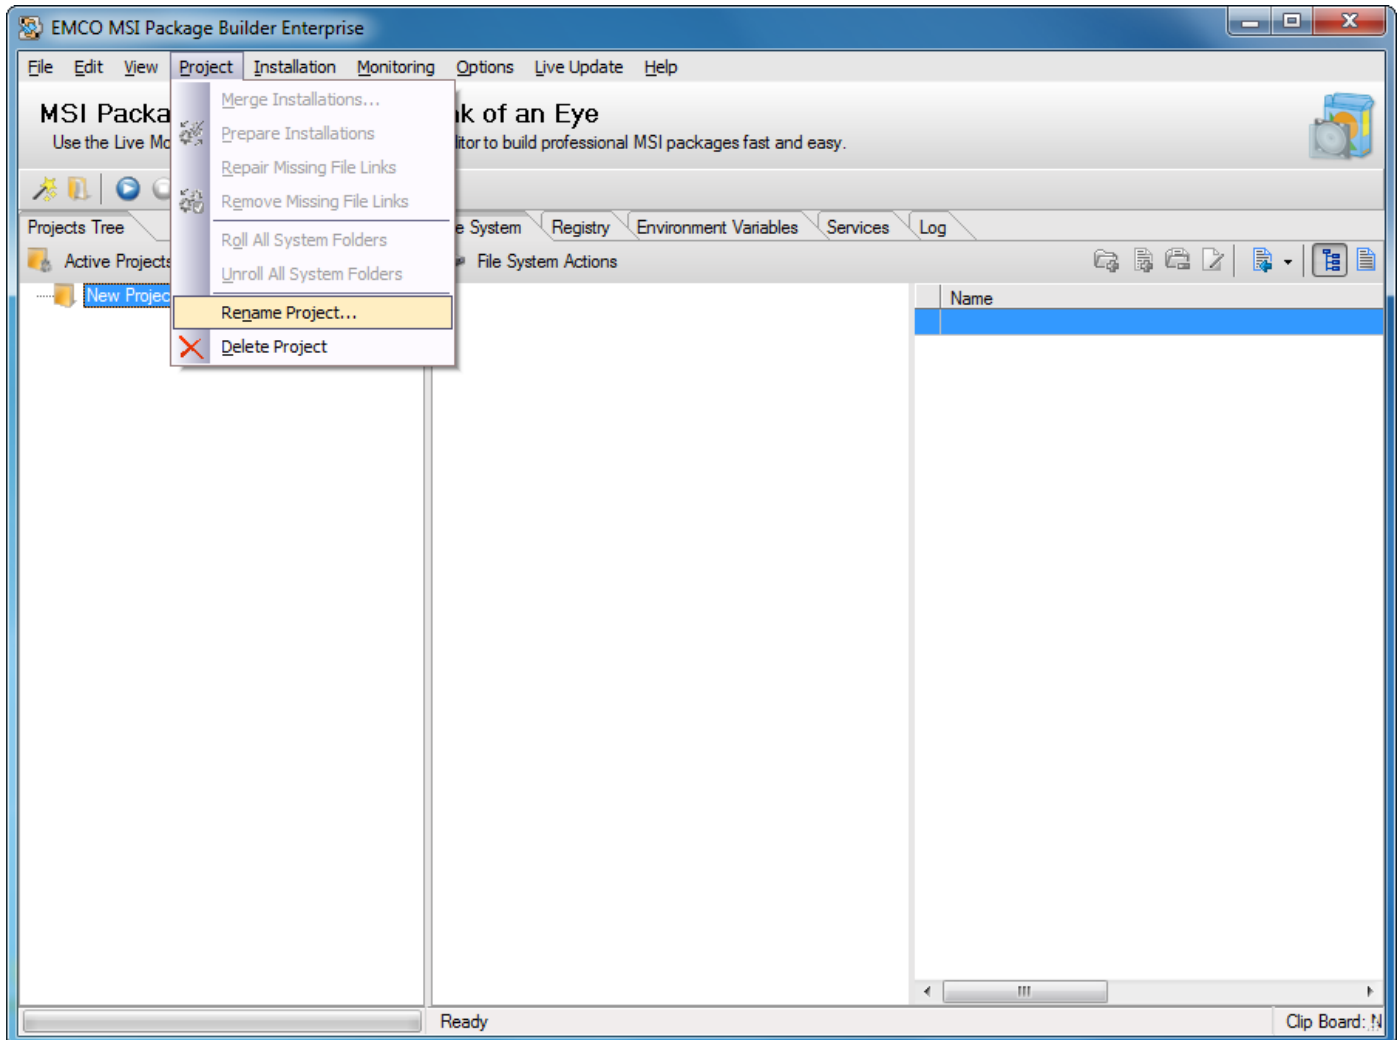 EMCO MSI Package Builder Enterprise
File Edit View Project Installation Monitoring Options Live Update Help
MSI Packa
Use the Live Mo
Merge Installations...
Prepare Installations
Repair Missing File Links
Remove Missing File Links
Roll All System Folders
Unroll All System Folders
Rename Project...
Delete Project
nk of an Eye
ditor to build professional MSI packages fast and easy.
Projects Tree
e System Registry Environment Variables Services Log
Active Projects
File System Actions
New Projec
Name
Ready
Clip Board: N